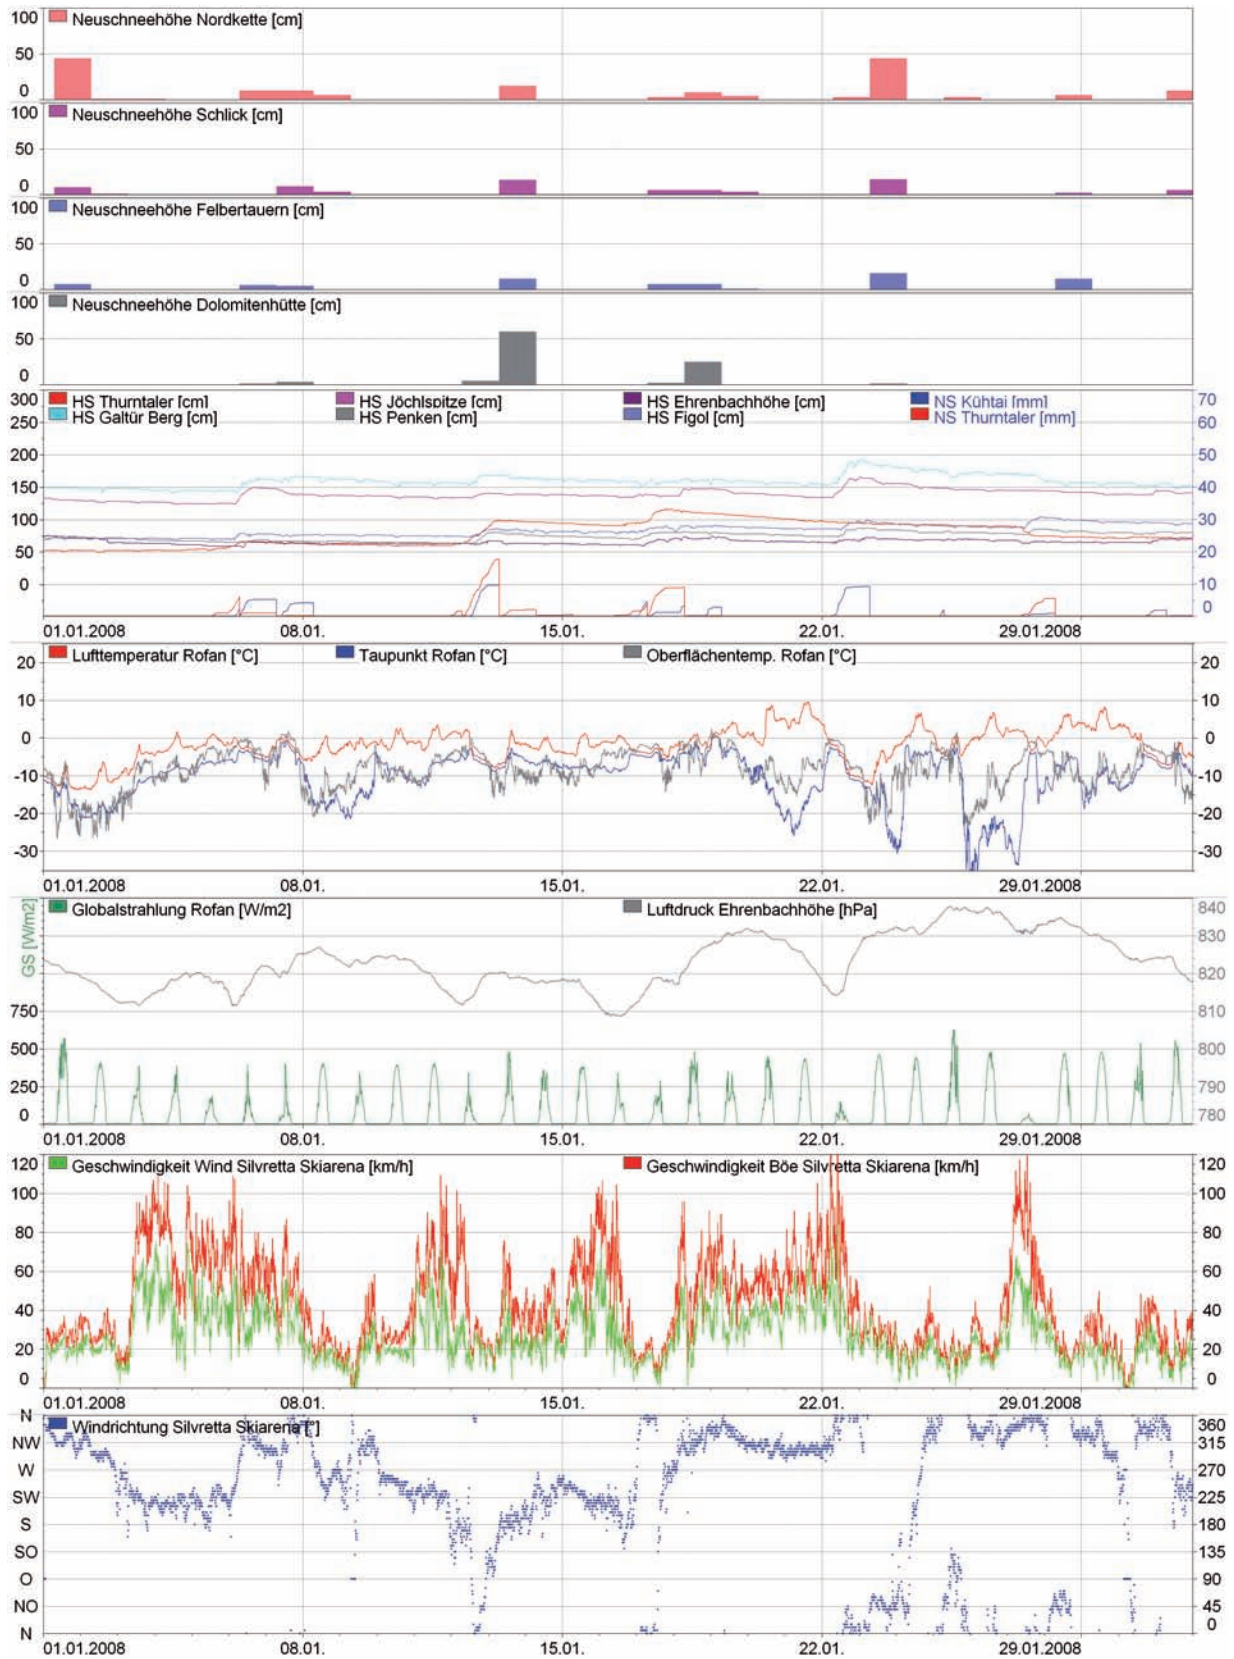 100 Neuschneehöhe Nordkette [cm]
50
0
100 Neuschneehöhe Schlick [cm]
50
0
100 Neuschneehöhe Felbertauern [cm]
50
0
100 Neuschneehöhe Dolomitenhütte [cm]
50
0
300 HS Thurntaler [cm] HS Jöchlspitze [cm] HS Ehrenbachhöhe [cm] NS Kühtai [mm] 70
250 HS Galtür Berg [cm] HS Penken [cm] HS Figol [cm] NS Thurntaler [mm] 60
200 50
150 40
100 30
50 20
0 10
0
01.01.2008 08.01. 15.01. 22.01. 29.01.2008
Lufttemperatur Rofan [°C] Taupunkt Rofan [°C] Oberflächentemp. Rofan [°C]
20 20
10 10
0 0
-10 -10
-20 -20
-30 -30
01.01.2008 08.01. 15.01. 22.01. 29.01.2008
GS [W/m2] Globalstrahlung Rofan [W/m2] Luftdruck Ehrenbachhöhe [hPa] 840
830
820
750 810
500 800
250 790
0 780
01.01.2008 08.01. 15.01. 22.01. 29.01.2008
120 Geschwindigkeit Wind Silvretta Skiarena [km/h] Geschwindigkeit Böe Silvretta Skiarena [km/h] 120
100 100
80 80
60 60
40 40
20 20
0 0
01.01.2008 08.01. 15.01. 22.01. 29.01.2008
N Windrichtung Silvretta Skiarena [°] 360
NW 315
W 270
SW 225
S 180
SO 135
O 90
NO 45
N 0
01.01.2008 08.01. 15.01. 22.01. 29.01.2008